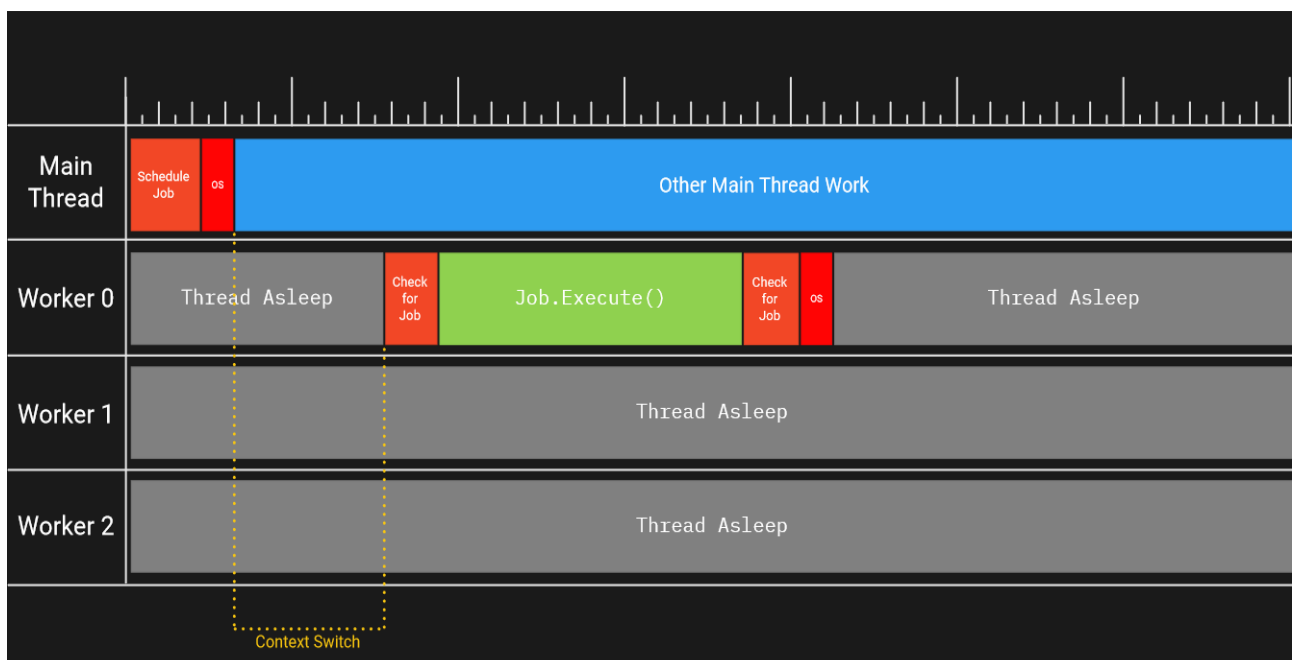 Main
Thread
Schedule
Job
os
Other Main Thread Work
Worker 0
Thread Asleep
Check
for
Job
Job.Execute()
Check
for
Job
os
Thread Asleep
Worker 1
Thread Asleep
Worker 2
Thread Asleep
Context Switch